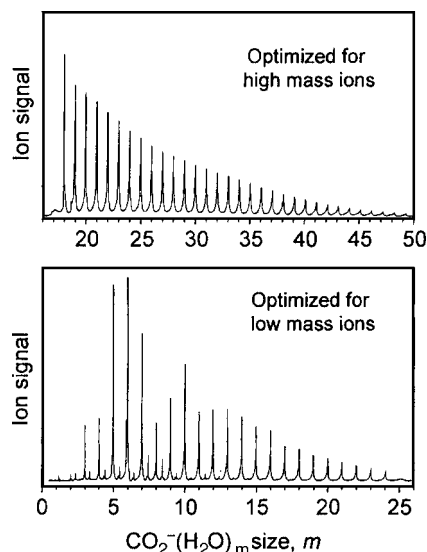 Optimized for
high mass ions
Ion signal
20 25 30 35 40 45 50
Optimized for
low mass ions
Ion signal
0 5 10 15 20 25
CO₂⁻(H₂O)ₘ size, m